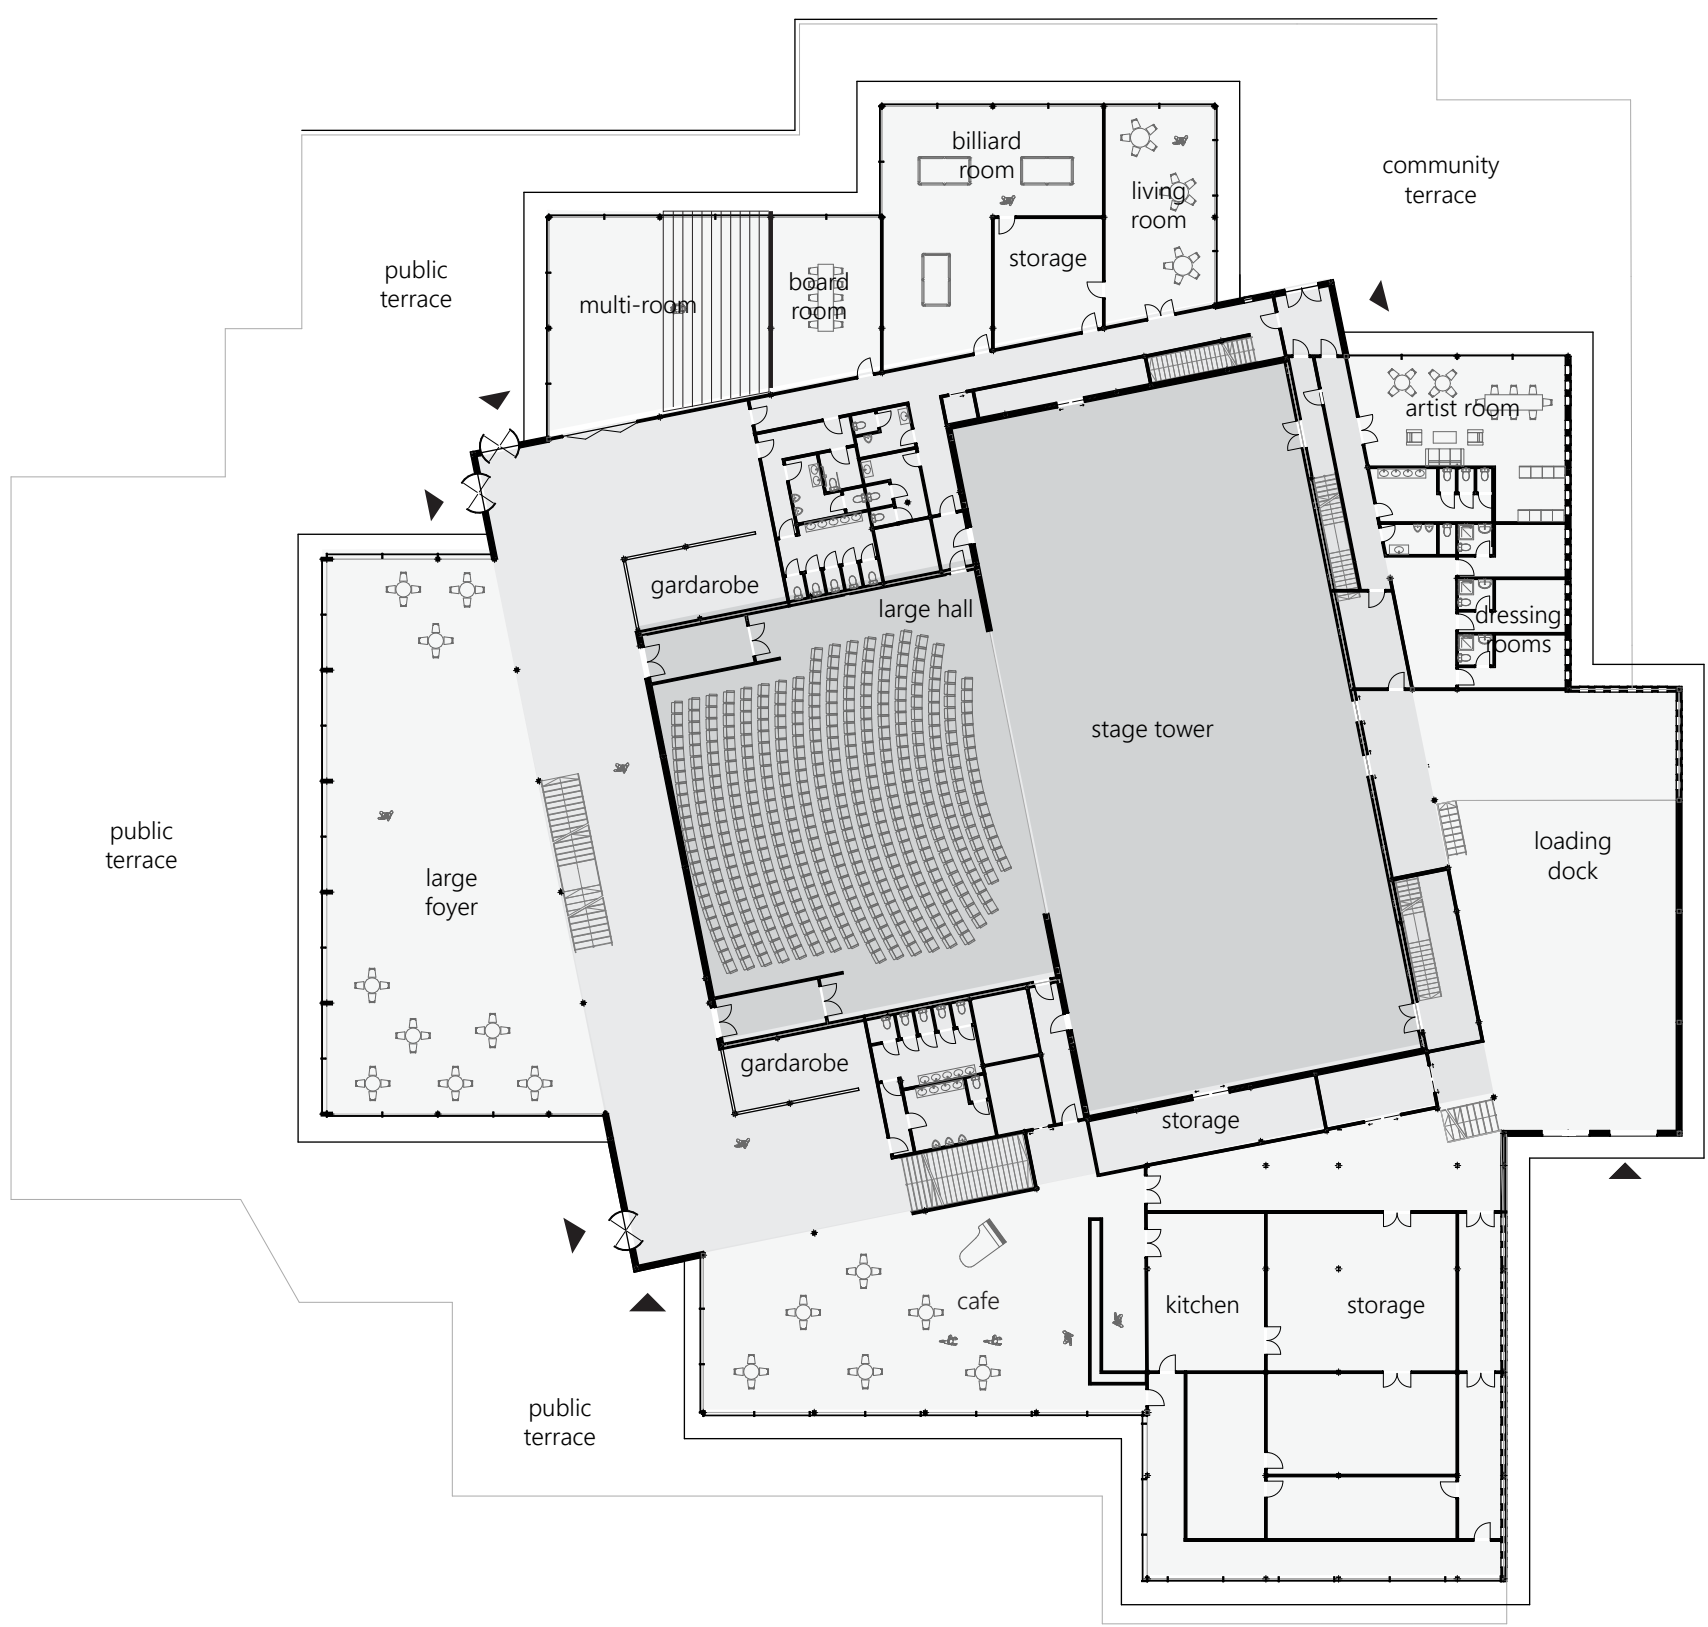 billiard
room
community
terrace
living
room
public
terrace
storage
board
room
multi-room
artist room
gardarobe
large hall
dressing
rooms
stage tower
public
terrace
loading
dock
large
foyer
gardarobe
storage
cafe
kitchen
storage
public
terrace